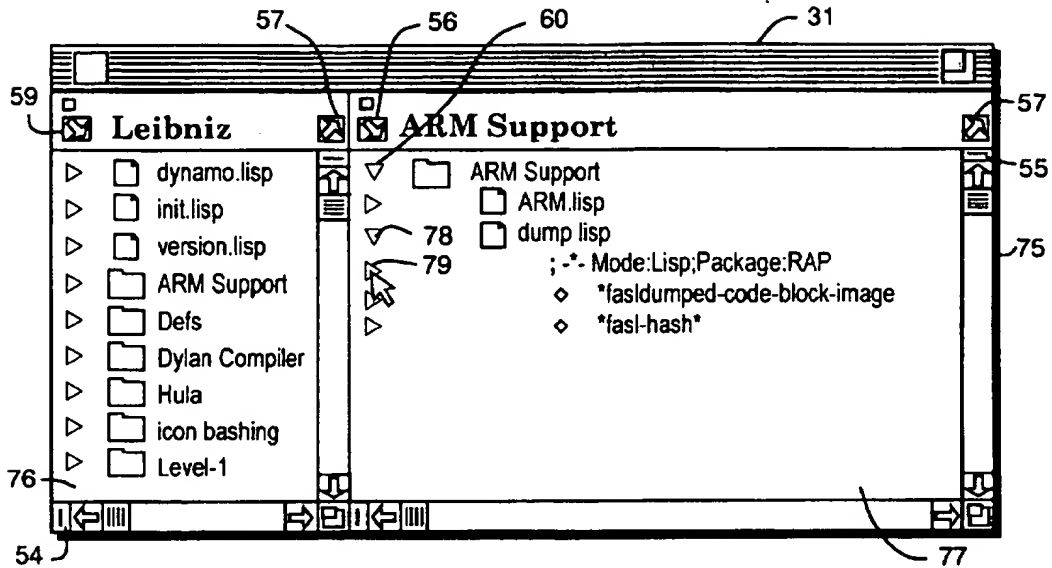 57 56 60 31
59 Leibniz ARM Support 57
dynamo.lisp
init.lisp
version.lisp
ARM Support
Defs
Dylan Compiler
Hula
icon bashing
Level-1
ARM Support
ARM.lisp
78 dump lisp
79 ; -*- Mode:Lisp;Package:RAP
*fasldumped-code-block-image
*fasl-hash*
55
75
76
54
77